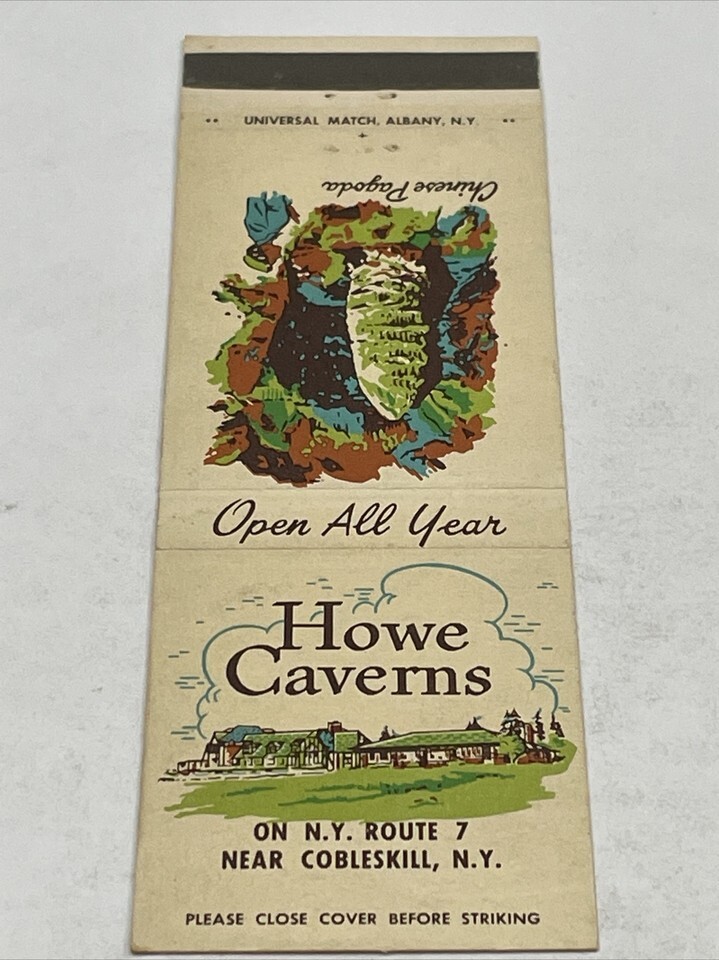 •• UNIVERSAL MATCH, ALBANY, N.Y. ••
Chinese Pagoda
Open All Year
Howe
Caverns
ON N.Y. ROUTE 7
NEAR COBLESKILL, N.Y.
PLEASE CLOSE COVER BEFORE STRIKING